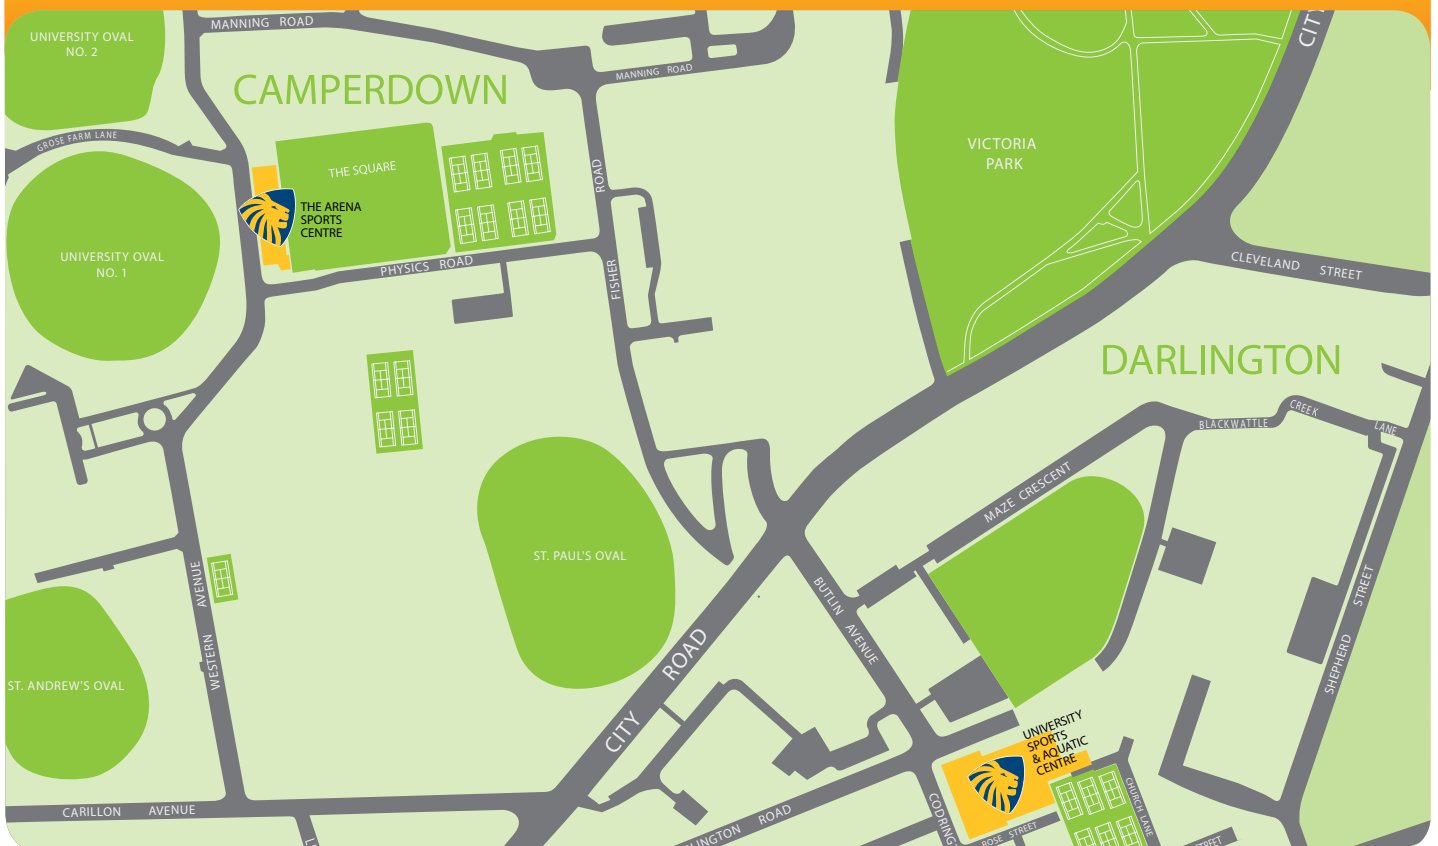 MANNING ROAD
CITY
UNIVERSITY OVAL
NO. 2
CAMPERDOWN
MANNING ROAD
GROSE FARM LANE
VICTORIA
PARK
THE SQUARE
ROAD
THE ARENA
SPORTS
CENTRE
UNIVERSITY OVAL
NO. 1
PHYSICS ROAD
FISHER
CLEVELAND STREET
DARLINGTON
BLACKWATTLE
CREEK
LANE
MAZE CRESCENT
ST. PAUL'S OVAL
WESTERN
AVENUE
BUTLIN AVENUE
SHEPHERD STREET
ST. ANDREW'S OVAL
CITY ROAD
UNIVERSITY
SPORTS
& AQUATIC
CENTRE
CARILLON AVENUE
LINGTON ROAD
CODRING
ROSE STREET
CHURCH LANE